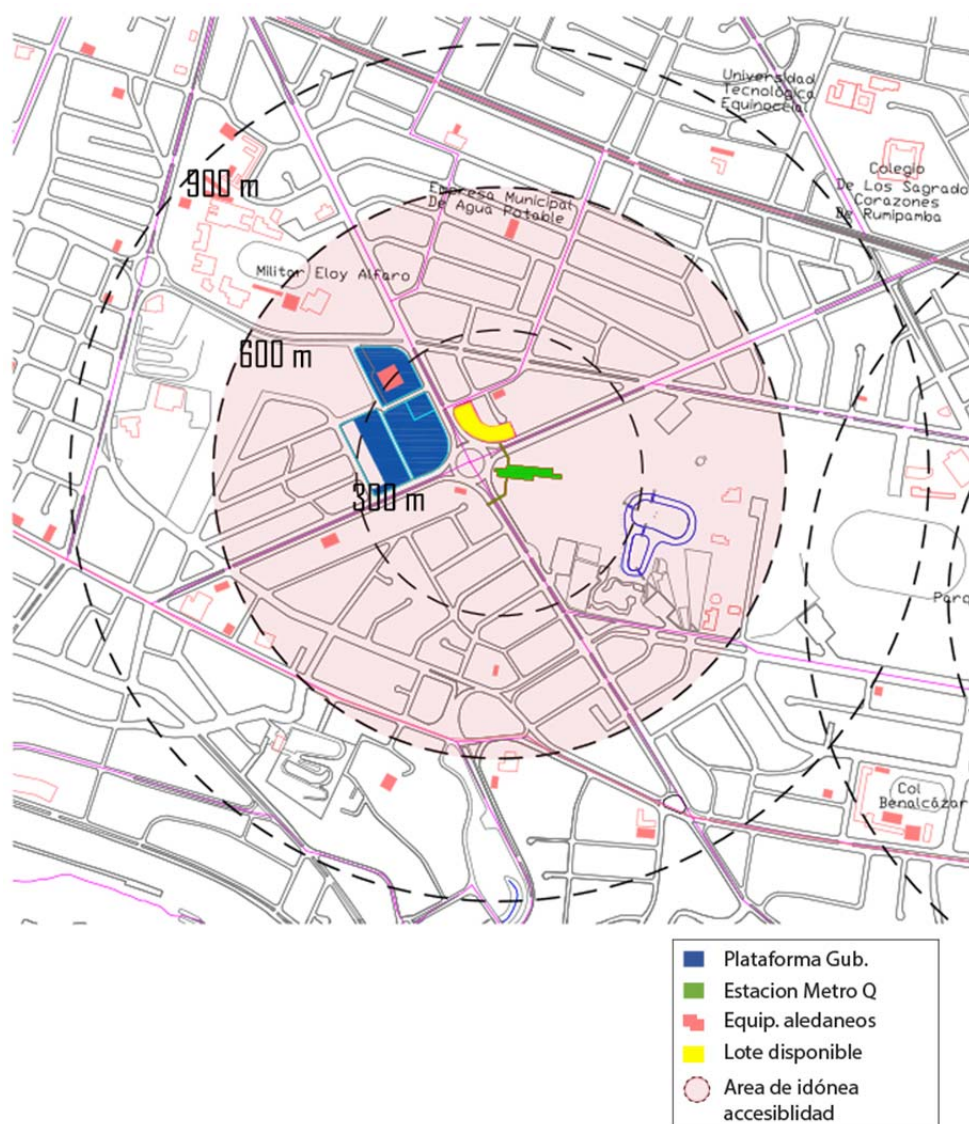 Universidad
Tecnológica
Equinoccial
Colegio
De Los Sagrado
Corazones
De Rumipamba
900 m
Empresa Municipal
De Agua Potable
Militar Eloy Alfaro
600 m
300 m
Parq
Col
Benalcázar
Plataforma Gub.
Estacion Metro Q
Equip. aledaneos
Lote disponible
Area de idónea
accesiblidad